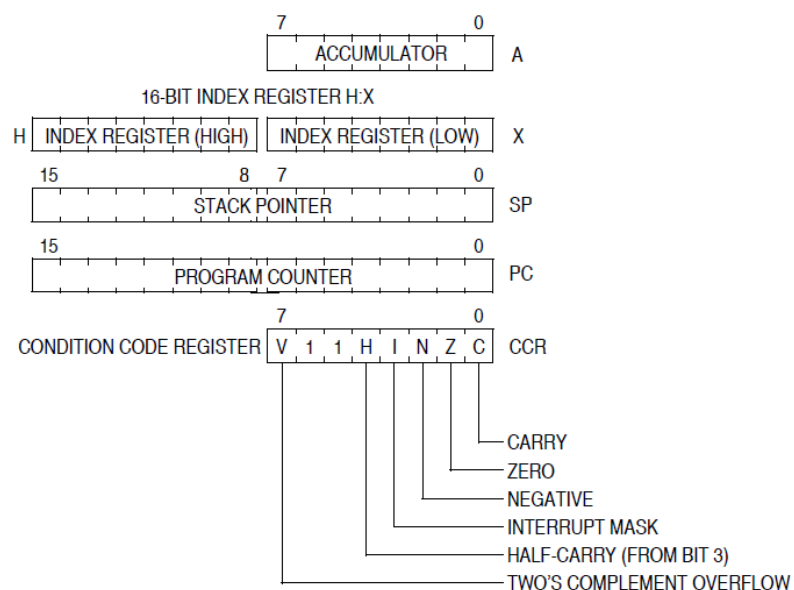 7 0
ACCUMULATOR A
16-BIT INDEX REGISTER H:X
H INDEX REGISTER (HIGH) INDEX REGISTER (LOW) X
15 8 7 0
STACK POINTER SP
15 0
PROGRAM COUNTER PC
7 0
CONDITION CODE REGISTER V 1 1 H I N Z C CCR
CARRY
ZERO
NEGATIVE
INTERRUPT MASK
HALF-CARRY (FROM BIT 3)
TWO'S COMPLEMENT OVERFLOW